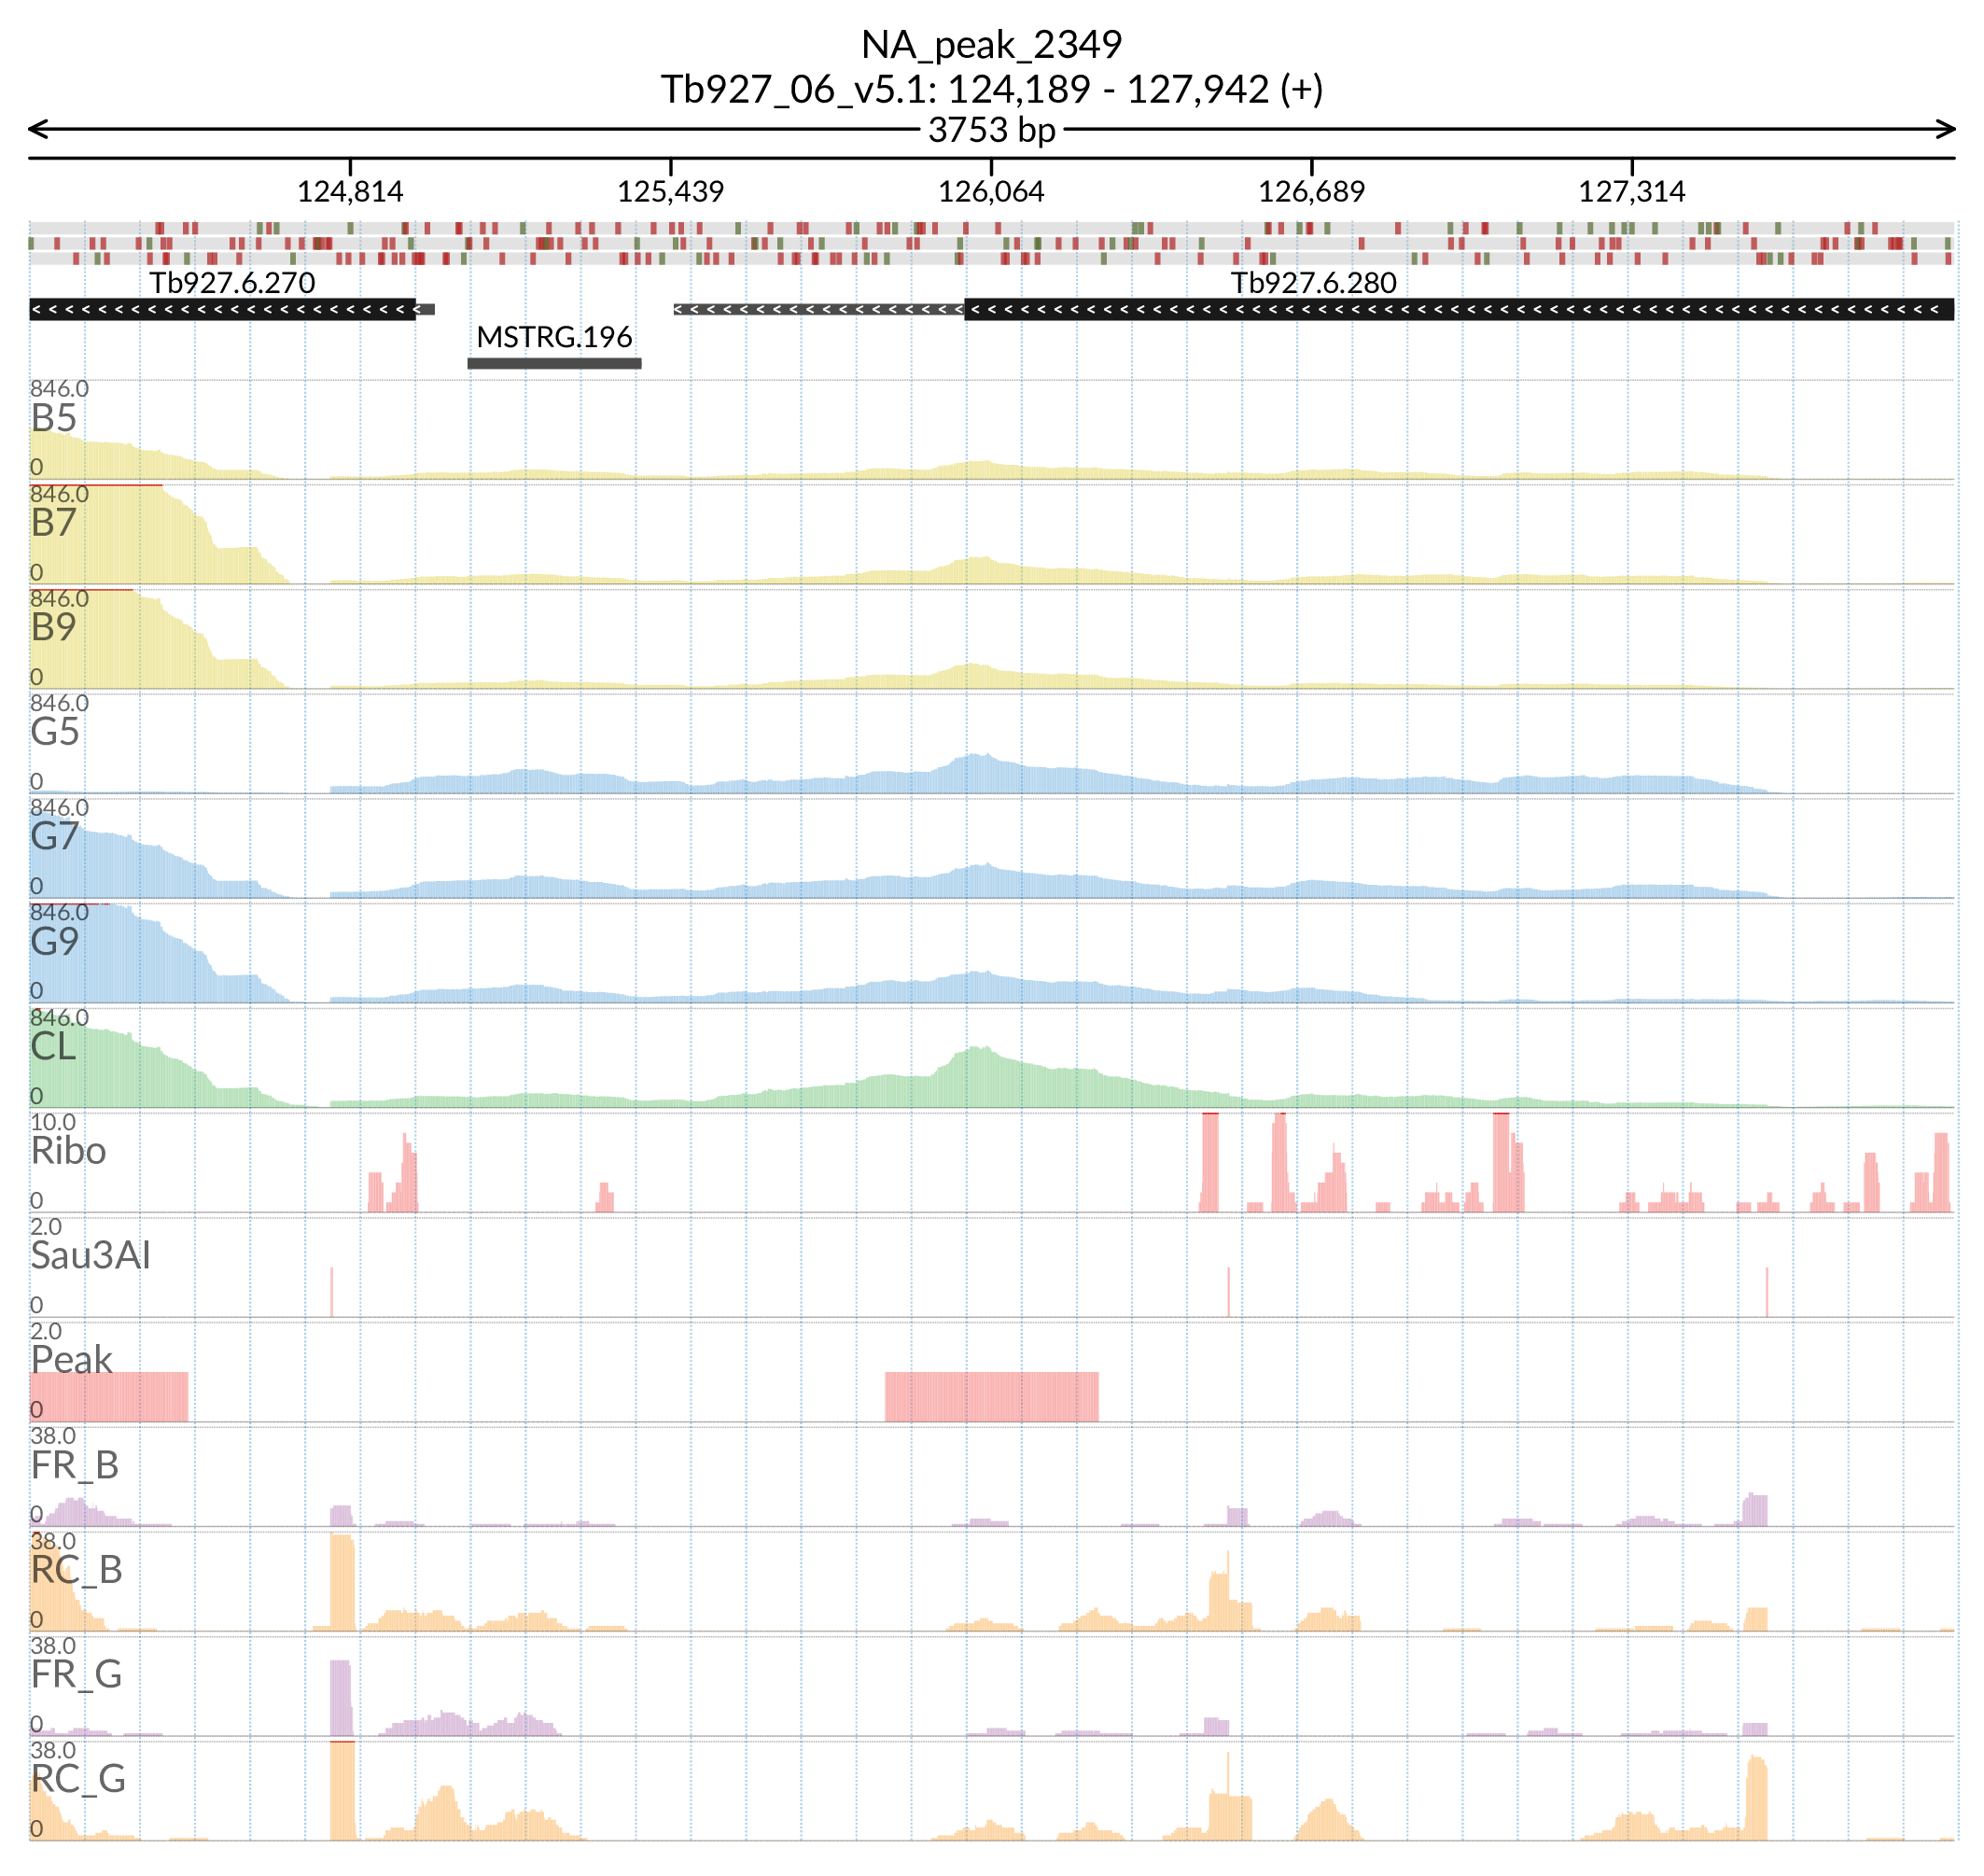 NA_peak_2349
Tb927_06_v5.1: 124,189 - 127,942 (+)
3753 bp
124,814 125,439 126,064 126,689 127,314
Tb927.6.270 Tb927.6.280
MSTRG.196
846.0
B5
0
846.0
B7
0
846.0
B9
0
846.0
G5
0
846.0
G7
0
846.0
G9
0
846.0
CL
0
10.0
Ribo
0
2.0
Sau3AI
0
2.0
Peak
0
38.0
FR_B
0
38.0
RC_B
0
38.0
FR_G
0
38.0
RC_G
0